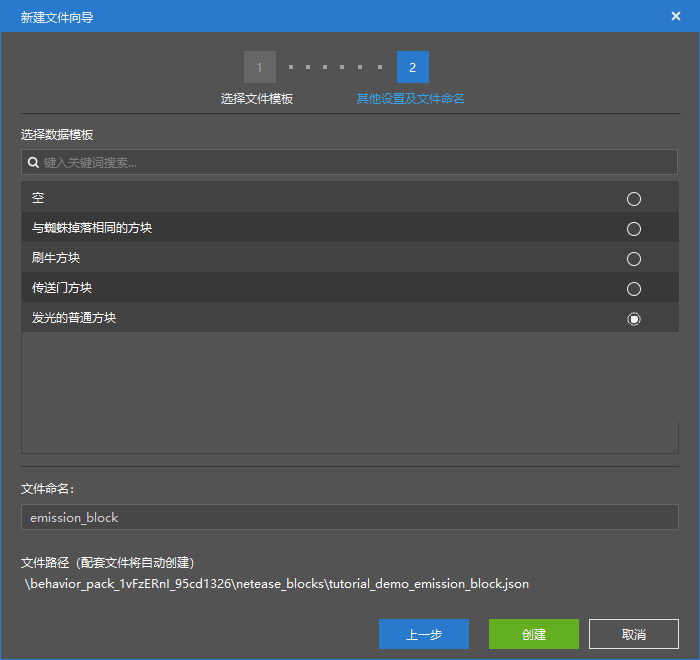 新建文件向导
1
2
选择文件模板
其他设置及文件命名
选择数据模板
键入关键词搜索...
空
与蜘蛛掉落相同的方块
刷牛方块
传送门方块
发光的普通方块
文件命名：
emission_block
文件路径（配套文件将自动创建）
\behavior_pack_1vFzERnI_95cd1326\netease_blocks\tutorial_demo_emission_block.json
上一步
创建
取消